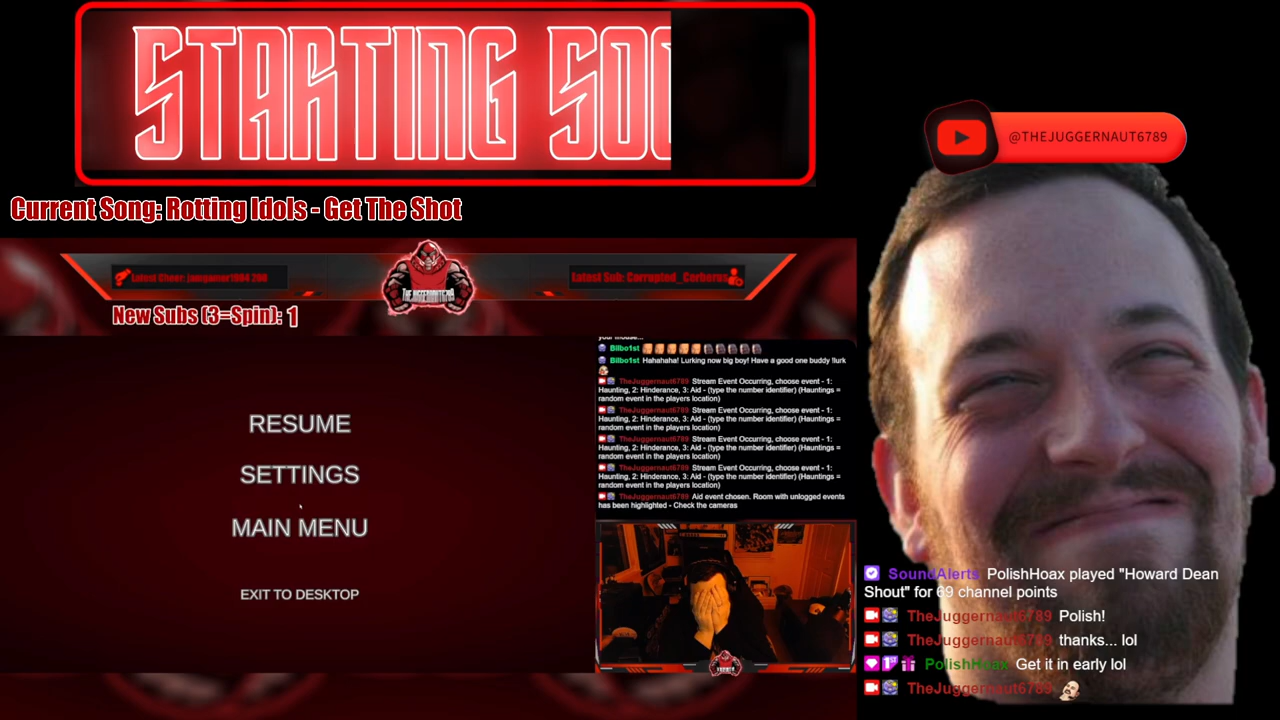 STARTING SOO
@THEJUGGERNAUT6789
Current Song: Rotting Idols - Get The Shot
Latest Cheer: 200
Latest Sub: Corrupted_Cerberus
THEJUGGERNAUT6789
New Subs (3=Spin): 1
RESUME
SETTINGS
MAIN MENU
EXIT TO DESKTOP
your mouse...
Bilbo1st
Bilbo1st Hahahaha! Lurking now big boy! Have a good one buddy !lurk
TheJuggernaut6789 Stream Event Occurring, choose event - 1:
Haunting, 2: Hinderance, 3: Aid - (type the number identifier) (Hauntings =
random event in the players location)
TheJuggernaut6789 Stream Event Occurring, choose event - 1:
Haunting, 2: Hinderance, 3: Aid - (type the number identifier) (Hauntings =
random event in the players location)
TheJuggernaut6789 Stream Event Occurring, choose event - 1:
Haunting, 2: Hinderance, 3: Aid - (type the number identifier) (Hauntings =
random event in the players location)
TheJuggernaut6789 Stream Event Occurring, choose event - 1:
Haunting, 2: Hinderance, 3: Aid - (type the number identifier) (Hauntings =
random event in the players location)
TheJuggernaut6789 Aid event chosen. Room with unlogged events
has been highlighted - Check the cameras
SoundAlerts PolishHoax played "Howard Dean
Shout" for 69 channel points
TheJuggernaut6789 Polish!
TheJuggernaut6789 thanks... lol
PolishHoax Get it in early lol
TheJuggernaut6789